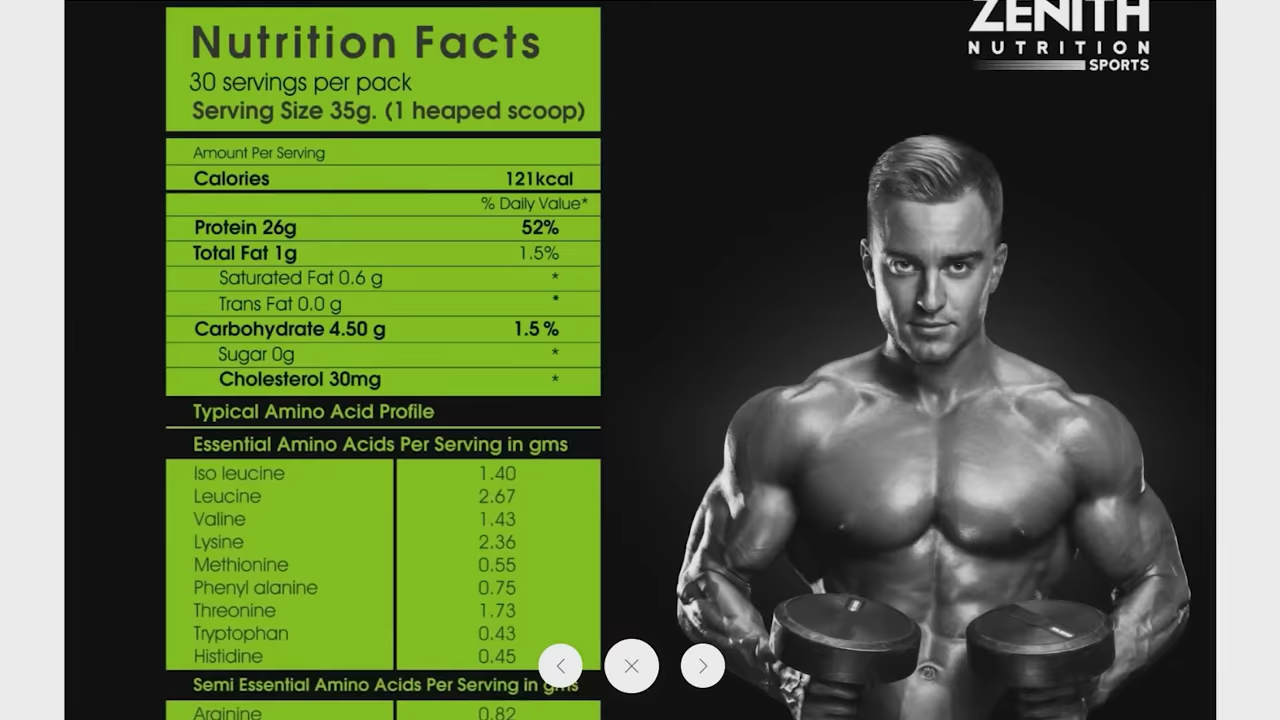 Nutrition Facts
30 servings per pack
Serving Size 35g. (1 heaped scoop)
Amount Per Serving
Calories 121kcal
% Daily Value*
Protein 26g 52%
Total Fat 1g 1.5%
Saturated Fat 0.6 g *
Trans Fat 0.0 g *
Carbohydrate 4.50 g 1.5%
Sugar 0g *
Cholesterol 30mg *
Typical Amino Acid Profile
Essential Amino Acids Per Serving in gms
Iso leucine 1.40
Leucine 2.67
Valine 1.43
Lysine 2.36
Methionine 0.55
Phenyl alanine 0.75
Threonine 1.73
Tryptophan 0.43
Histidine 0.45
Semi Essential Amino Acids Per Serving in gms
Arginine 0.82
ZENITH
NUTRITION
SPORTS